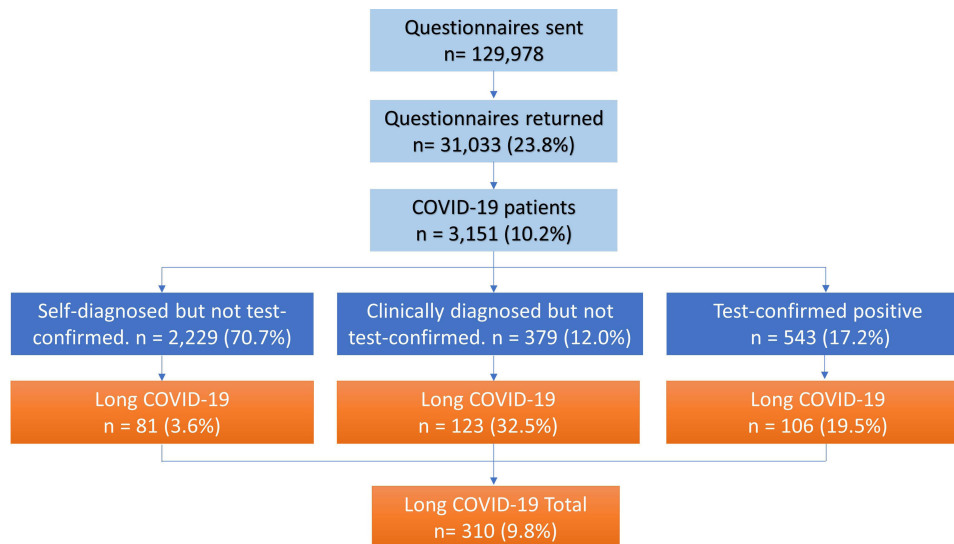 Questionnaires sent
n= 129,978
Questionnaires returned
n= 31,033 (23.8%)
COVID-19 patients
n = 3,151 (10.2%)
Self-diagnosed but not test-
confirmed. n = 2,229 (70.7%)
Clinically diagnosed but not
test-confirmed. n = 379 (12.0%)
Test-confirmed positive
n = 543 (17.2%)
Long COVID-19
n = 81 (3.6%)
Long COVID-19
n = 123 (32.5%)
Long COVID-19
n = 106 (19.5%)
Long COVID-19 Total
n= 310 (9.8%)